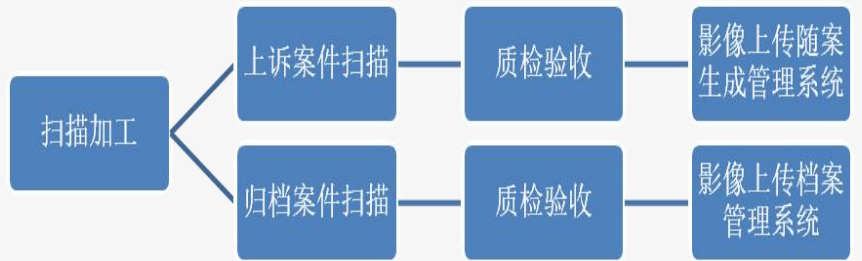 扫描加工
上诉案件扫描
质检验收
影像上传随案
生成管理系统
归档案件扫描
质检验收
影像上传档案
管理系统